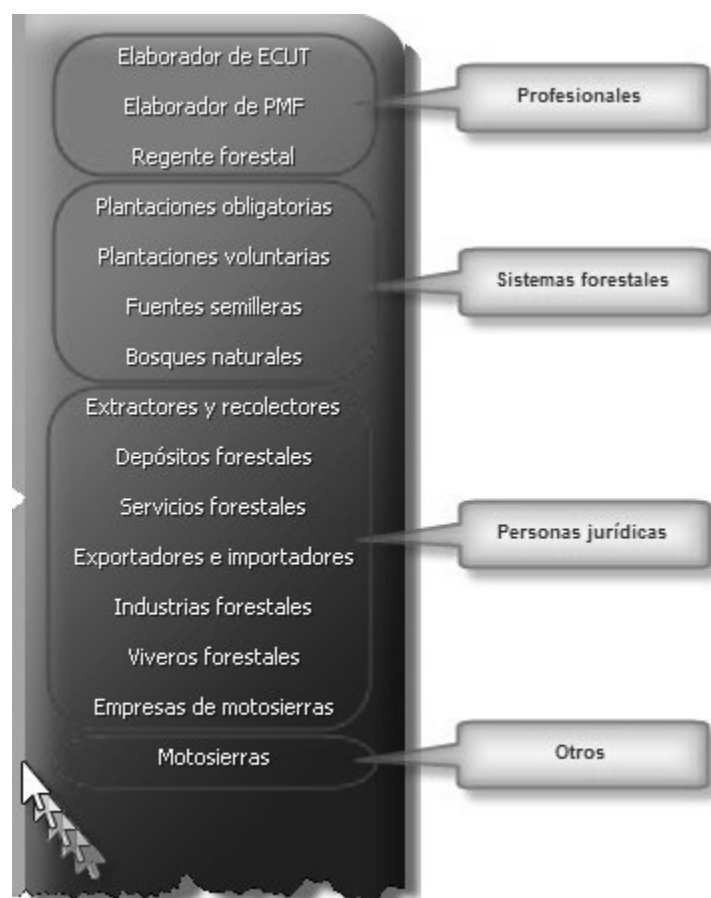 Elaborador de ECUT
Elaborador de PMF
Regente forestal
Profesionales
Plantaciones obligatorias
Plantaciones voluntarias
Fuentes semilleras
Bosques naturales
Sistemas forestales
Extractores y recolectores
Depósitos forestales
Servicios forestales
Exportadores e importadores
Industrias forestales
Viveros forestales
Empresas de motosierras
Personas jurídicas
Motosierras
Otros